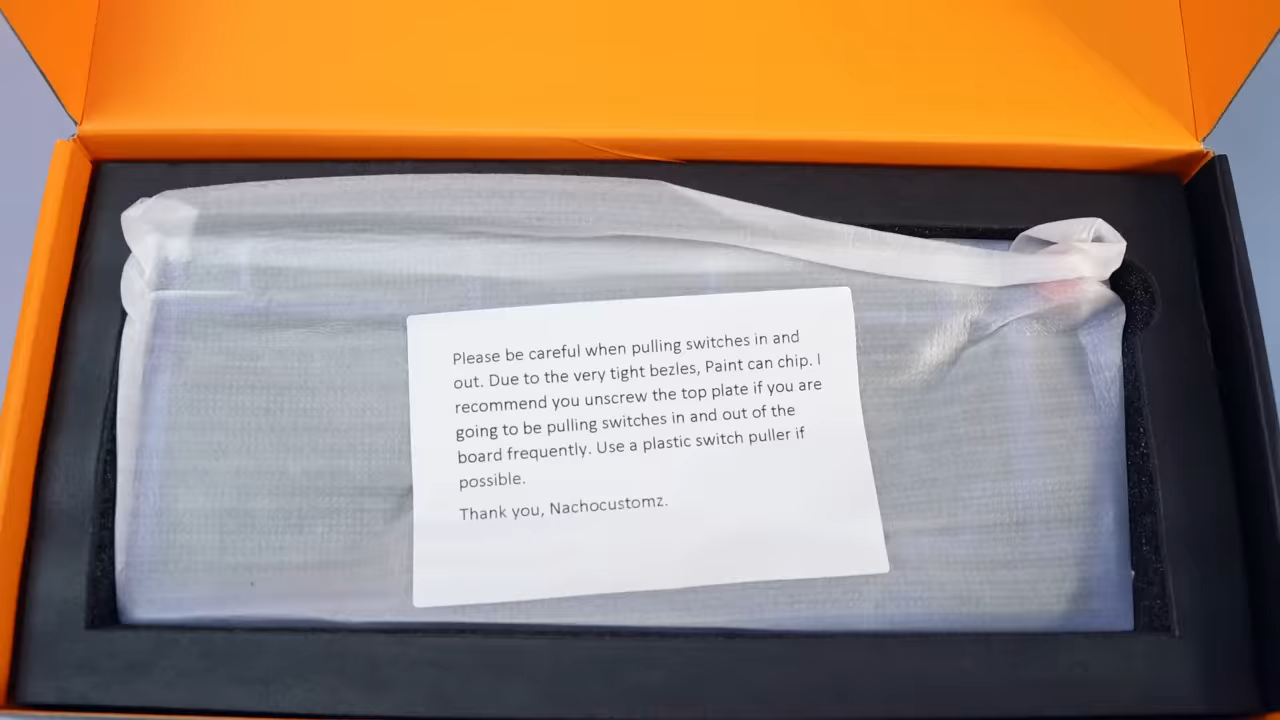 Please be careful when pulling switches in and
out. Due to the very tight bezles, Paint can chip. I
recommend you unscrew the top plate if you are
going to be pulling switches in and out of the
board frequently. Use a plastic switch puller if
possible.
Thank you, Nachocustomz.